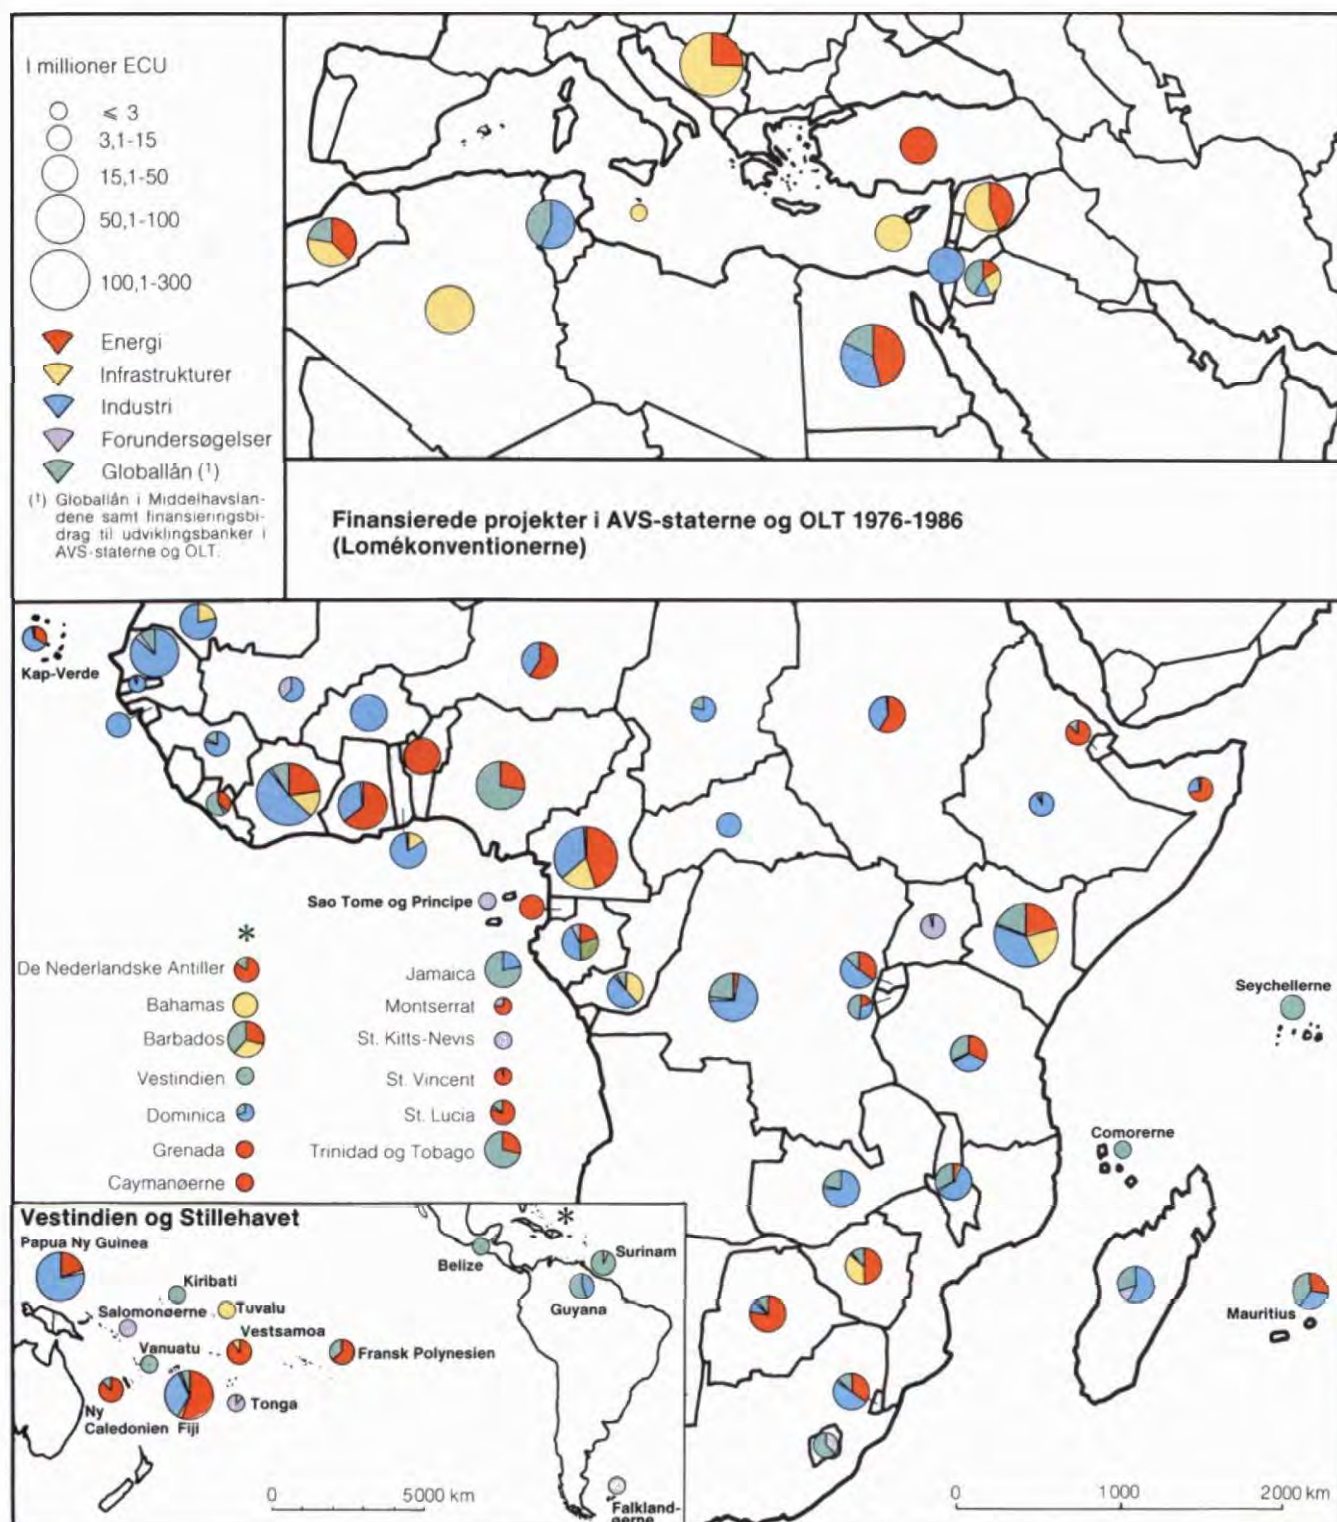 I millioner ECU
⩽ 3
3,1-15
15,1-50
50,1-100
100,1-300
Energi
Infrastrukturer
Industri
Forundersøgelser
Globallån (¹)
(¹) Globallån i Middelhavslan-
dene samt finansieringsbi-
drag til udviklingsbanker i
AVS-staterne og OLT.
Finansierede projekter i AVS-staterne og OLT 1976-1986
(Lomékonventionerne)
Kap-Verde
Sao Tome og Principe
*
De Nederlandske Antiller
Bahamas
Barbados
Vestindien
Dominica
Grenada
Caymanøerne
Jamaica
Montserrat
St. Kitts-Nevis
St. Vincent
St. Lucia
Trinidad og Tobago
Seychellerne
Comorerne
Mauritius
Vestindien og Stillehavet
*
Papua Ny Guinea
Kiribati
Salomonøerne
Tuvalu
Vanuatu
Vestsamoa
Fransk Polynesien
Ny
Caledonien
Fiji
Tonga
Belize
Surinam
Guyana
Falkland-
øerne
0 5000 km
0 1000 2000 km